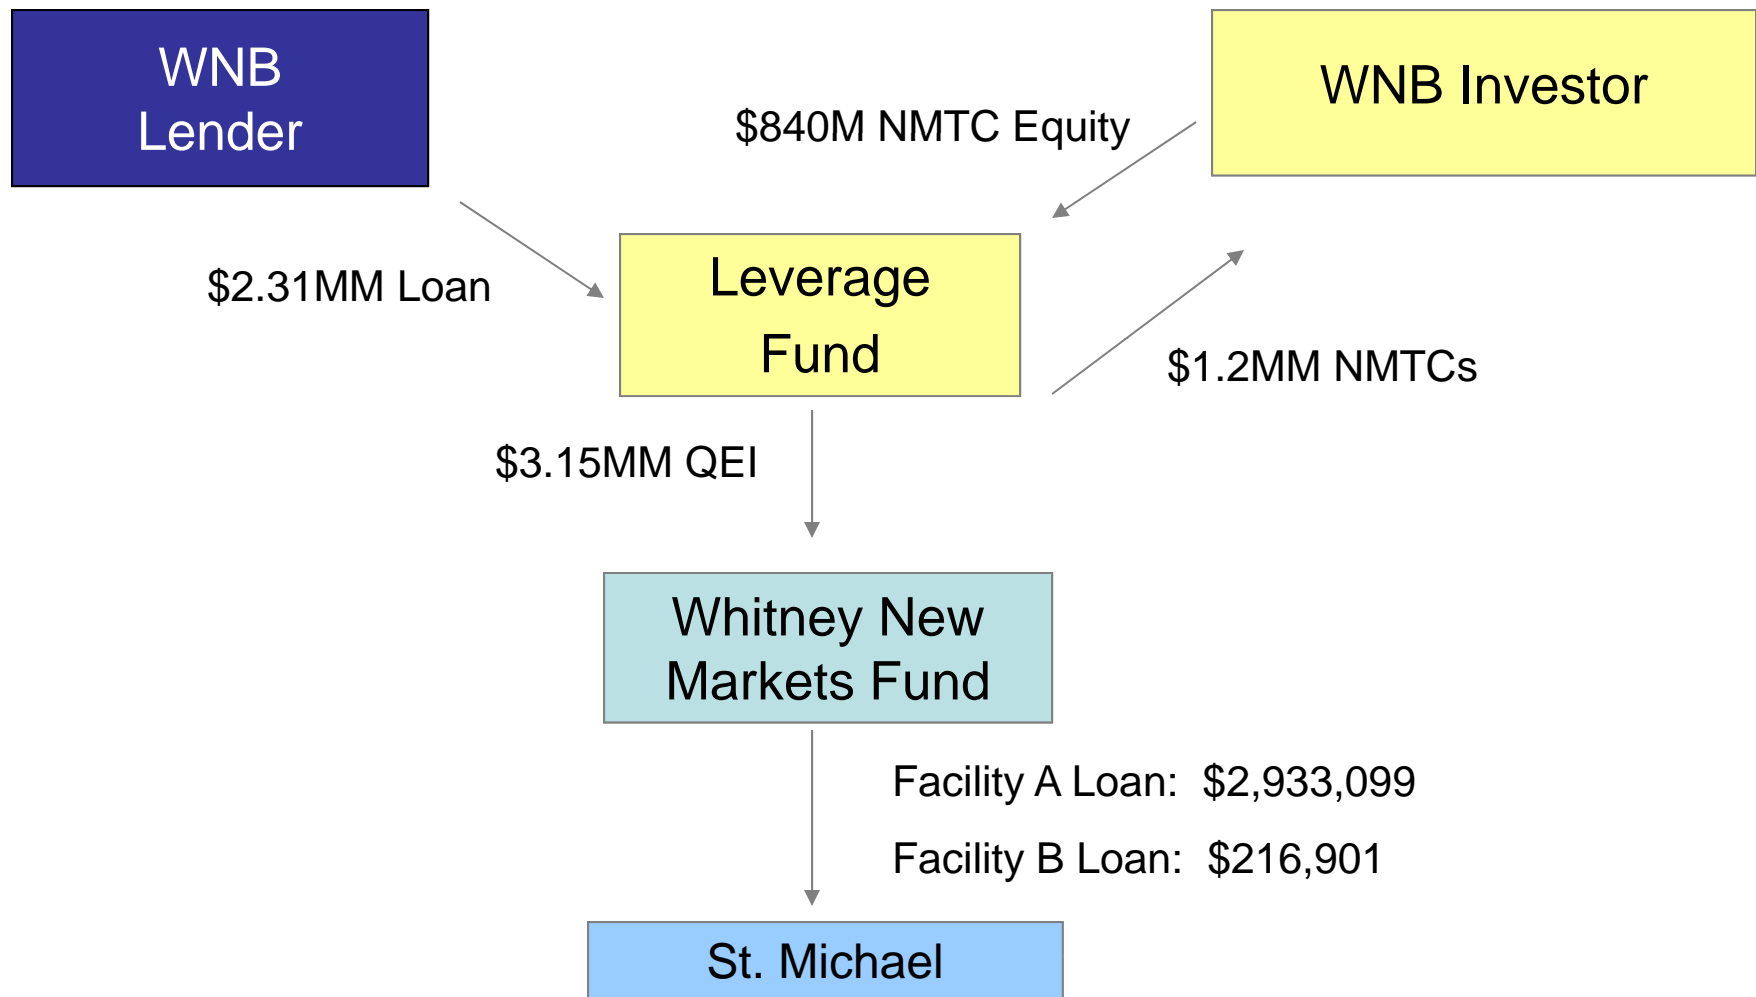 WNB
Lender
WNB Investor
$840M NMTC Equity
$2.31MM Loan
Leverage
Fund
$1.2MM NMTCs
$3.15MM QEI
Whitney New
Markets Fund
Facility A Loan:  $2,933,099
Facility B Loan:  $216,901
St. Michael